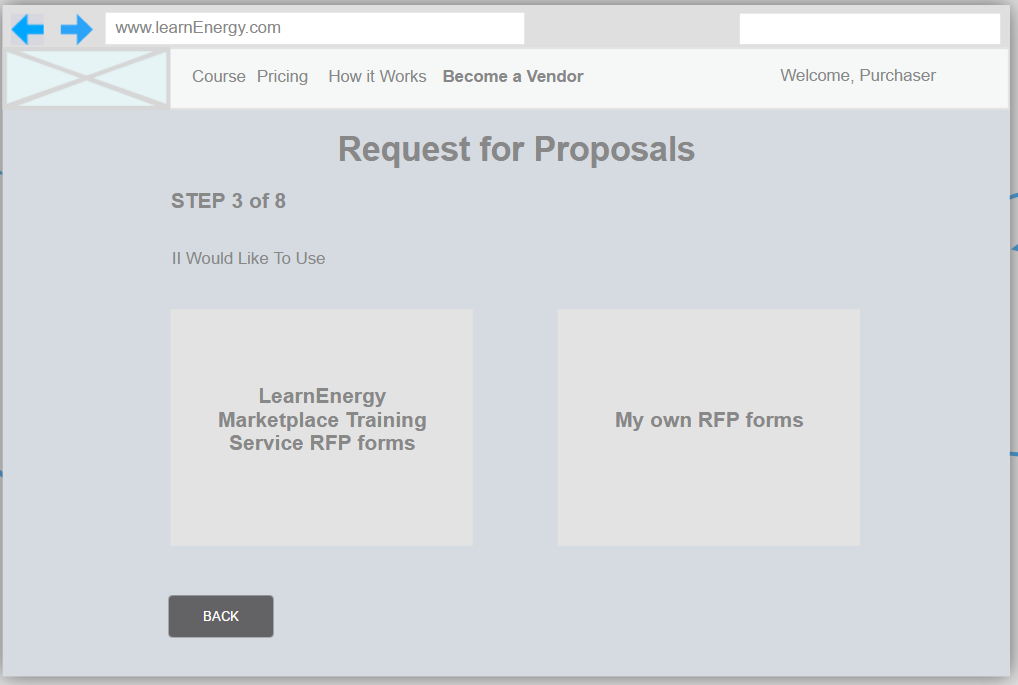 www.learnEnergy.com
Course Pricing How it Works Become a Vendor Welcome, Purchaser
Request for Proposals
STEP 3 of 8
II Would Like To Use
LearnEnergy
Marketplace Training
Service RFP forms
My own RFP forms
BACK